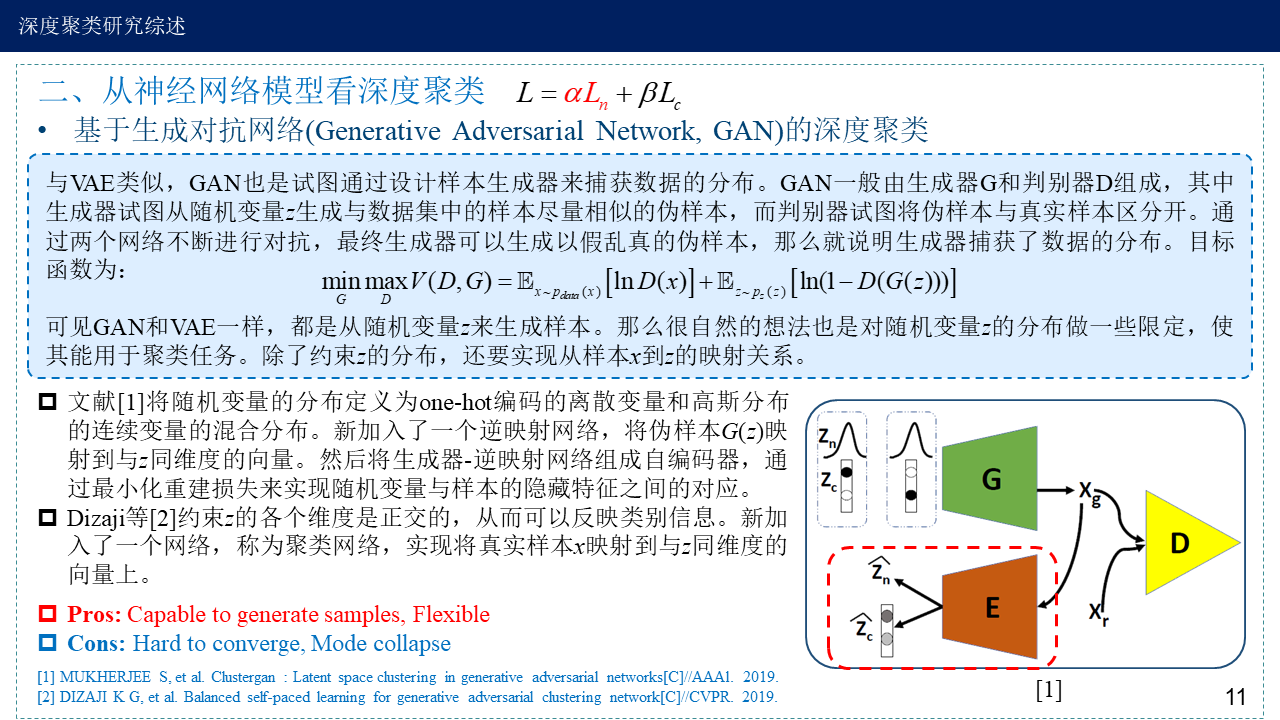 深度聚类研究综述
二、从神经网络模型看深度聚类 L = αLₙ + βL_c
• 基于生成对抗网络(Generative Adversarial Network, GAN)的深度聚类
与VAE类似，GAN也是试图通过设计样本生成器来捕获数据的分布。GAN一般由生成器G和判别器D组成，其中
生成器试图从随机变量z生成与数据集中的样本尽量相似的伪样本，而判别器试图将伪样本与真实样本区分开。通
过两个网络不断进行对抗，最终生成器可以生成以假乱真的伪样本，那么就说明生成器捕获了数据的分布。目标
函数为：
min_G max_D V(D,G) = 𝔼_{x~p_data(x)}[ln D(x)] + 𝔼_{z~p_z(z)}[ln(1−D(G(z)))]
可见GAN和VAE一样，都是从随机变量z来生成样本。那么很自然的想法也是对随机变量z的分布做一些限定，使
其能用于聚类任务。除了约束z的分布，还要实现从样本x到z的映射关系。
文献[1]将随机变量的分布定义为one-hot编码的离散变量和高斯分布
的连续变量的混合分布。新加入了一个逆映射网络，将伪样本G(z)映
射到与z同维度的向量。然后将生成器-逆映射网络组成自编码器，通
过最小化重建损失来实现随机变量与样本的隐藏特征之间的对应。
Dizaji等[2]约束z的各个维度是正交的，从而可以反映类别信息。新加
入了一个网络，称为聚类网络，实现将真实样本x映射到与z同维度的
向量上。
Pros: Capable to generate samples, Flexible
Cons: Hard to converge, Mode collapse
[1] MUKHERJEE S, et al. Clustergan : Latent space clustering in generative adversarial networks[C]//AAAI. 2019.
[2] DIZAJI K G, et al. Balanced self-paced learning for generative adversarial clustering network[C]//CVPR. 2019.
Zn
Zc
G
Xg
D
Ẑn
E
Ẑc
Xr
[1]
11